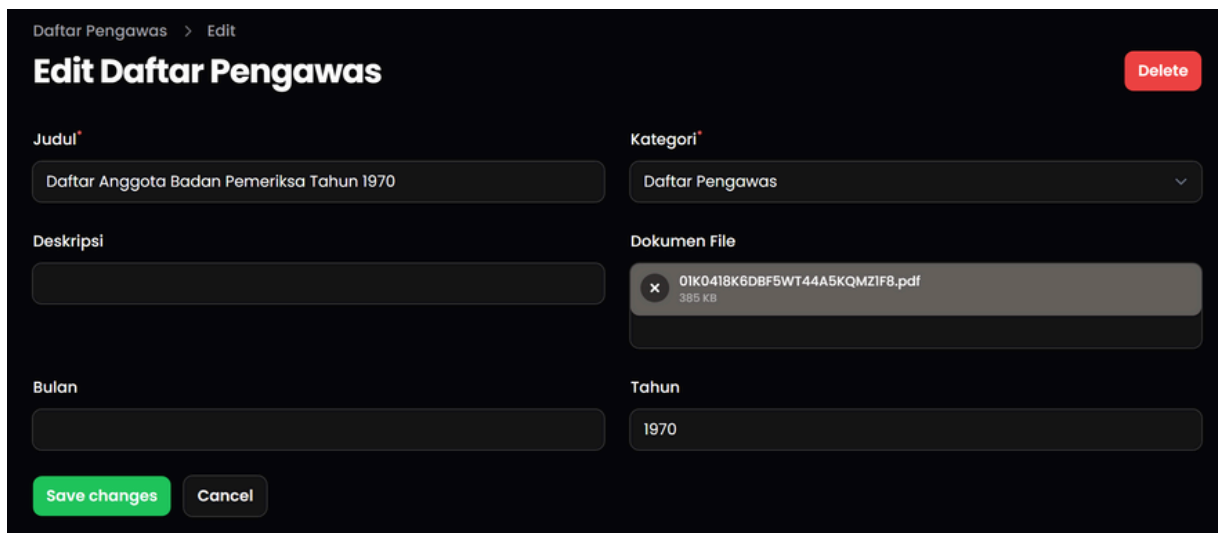 Daftar Pengawas > Edit
Edit Daftar Pengawas
Delete
Judul*
Kategori*
Daftar Anggota Badan Pemeriksa Tahun 1970
Daftar Pengawas
Deskripsi
Dokumen File
01K0418K6DBF5WT44A5KQMZ1F8.pdf
385 KB
Bulan
Tahun
1970
Save changes
Cancel